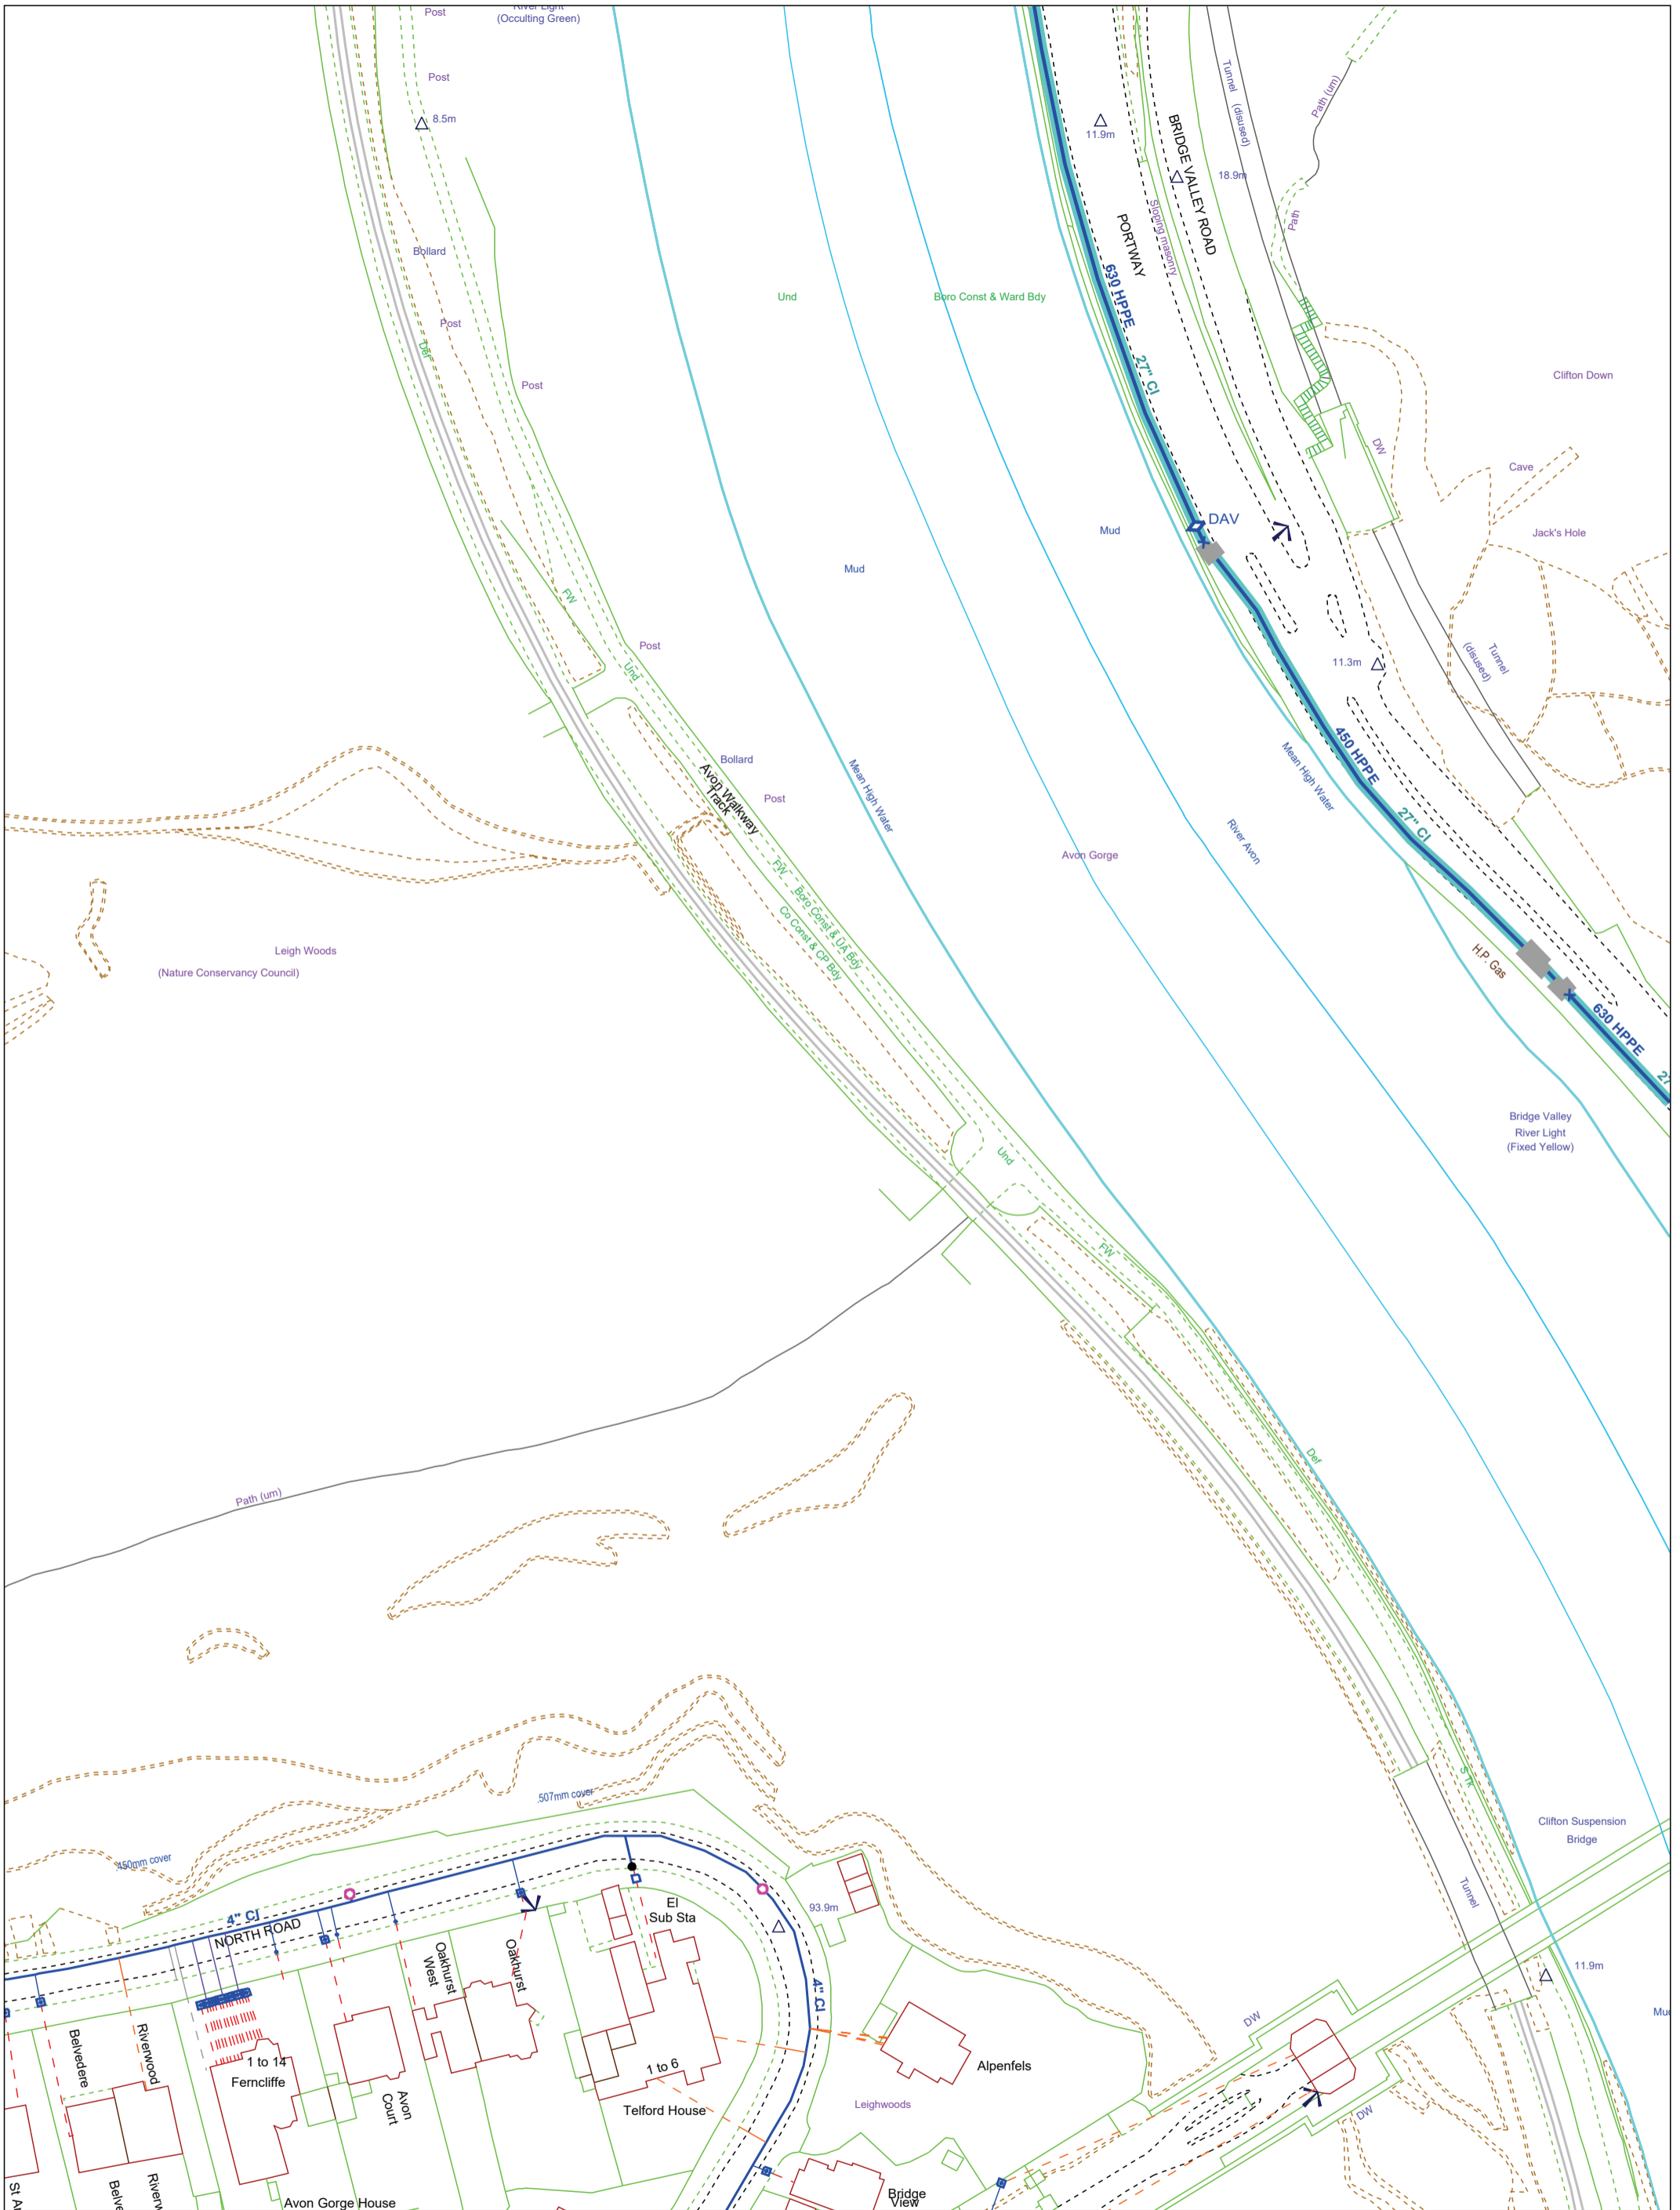 Post
River Light
(Occulting Green)
Post
8.5m
11.9m
Tunnel (disused)
Path (um)
BRIDGE VALLEY ROAD
18.9m
Sloping masonry
PORTWAY
Path
Bollard
630 HPPE
Und
Boro Const & Ward Bdy
Post
Def
27" CI
Post
Clifton Down
DW
Cave
DAV
Mud
Jack's Hole
Mud
FW
Post
Und
11.3m
Tunnel
(disused)
Bollard
Avon Walkway
Track
Post
Mean High Water
Mean High Water
450 HPPE
27" CI
River Avon
Avon Gorge
FW
Boro Const & UA Bdy
Co Const & CP Bdy
Leigh Woods
(Nature Conservancy Council)
H.P. Gas
630 HPPE
27
Bridge Valley
River Light
(Fixed Yellow)
Und
FW
Def
Path (um)
S Tk
.507mm cover
.450mm cover
Clifton Suspension
Bridge
Tunnel
4" CI
NORTH ROAD
El
Sub Sta
93.9m
Oakhurst
West
Oakhurst
4" CI
11.9m
Mud
DW
Belvedere
Riverwood
1 to 14
Ferncliffe
Avon
Court
1 to 6
Telford House
Alpenfels
Leighwoods
DW
Avon Gorge House
Bridge
View